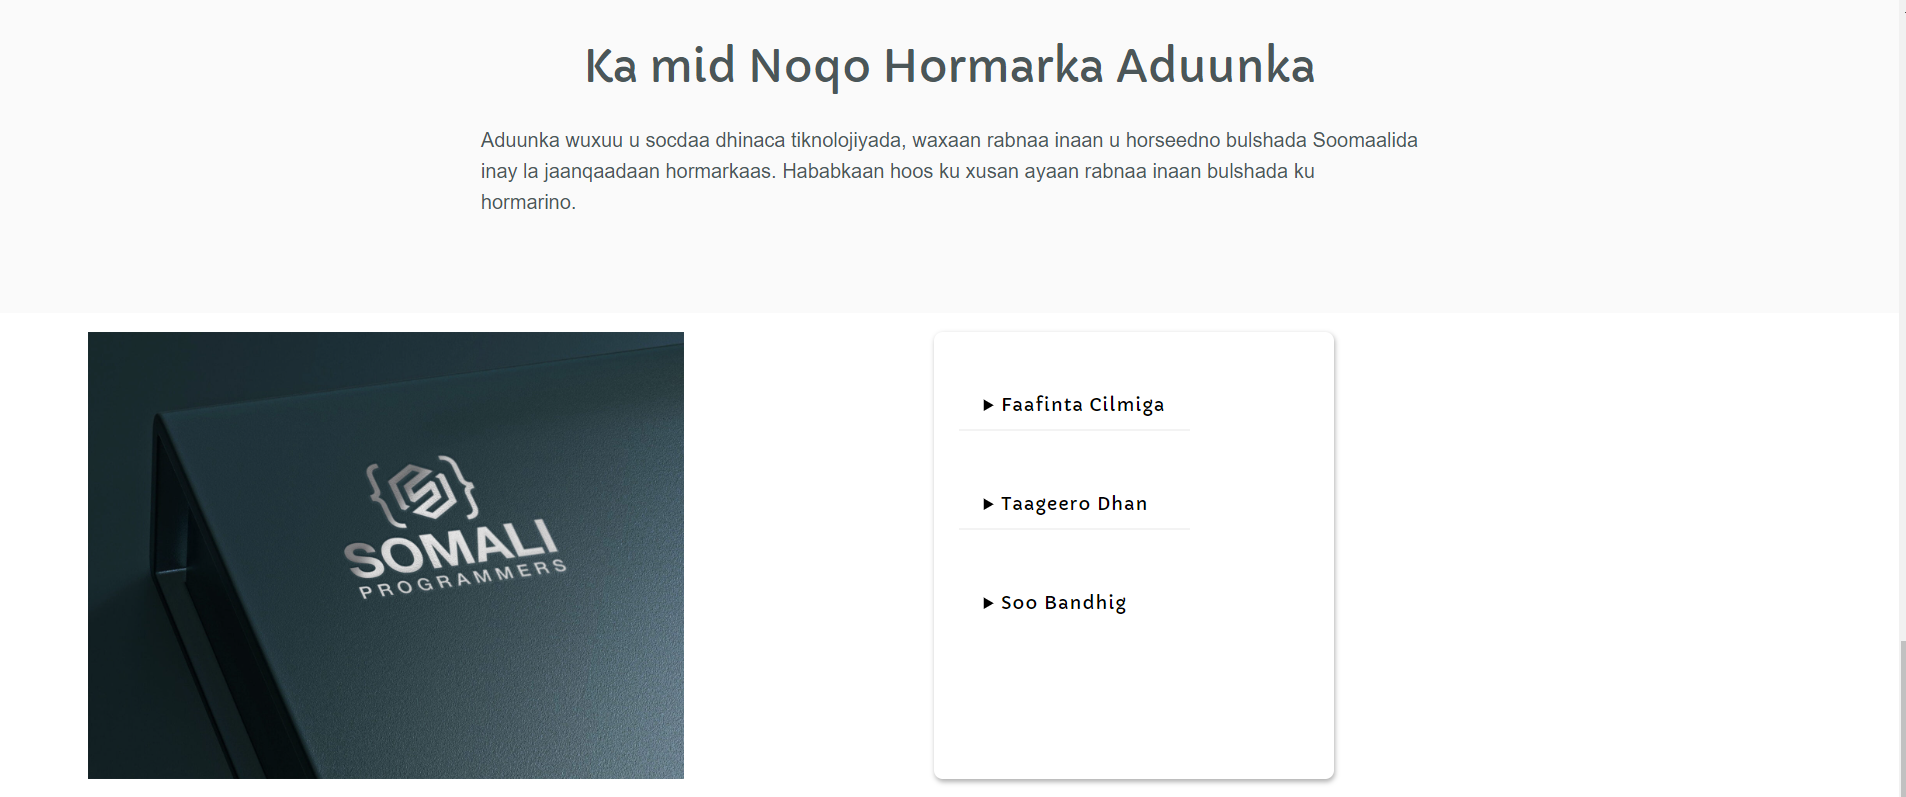 Ka mid Noqo Hormarka Aduunka
Aduunka wuxuu u socdaa dhinaca tiknolojiyada, waxaan rabnaa inaan u horseedno bulshada Soomaalida
inay la jaanqaadaan hormarkaas. Hababkaan hoos ku xusan ayaan rabnaa inaan bulshada ku
hormarino.
SOMALI
PROGRAMMERS
Faafinta Cilmiga
Taageero Dhan
Soo Bandhig